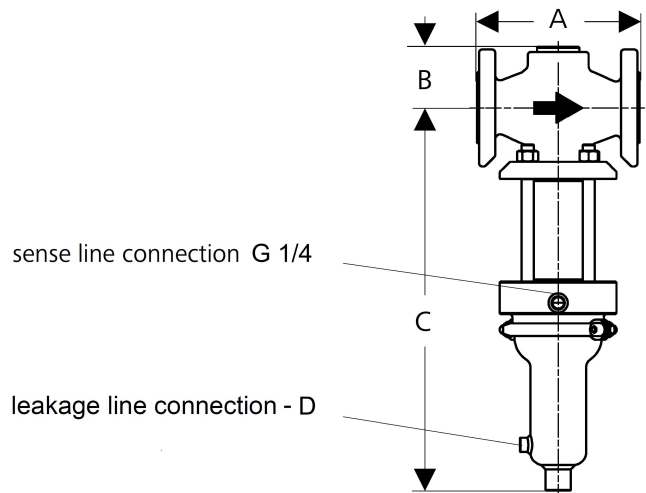 A
B
sense line connection G 1/4
C
leakage line connection - D